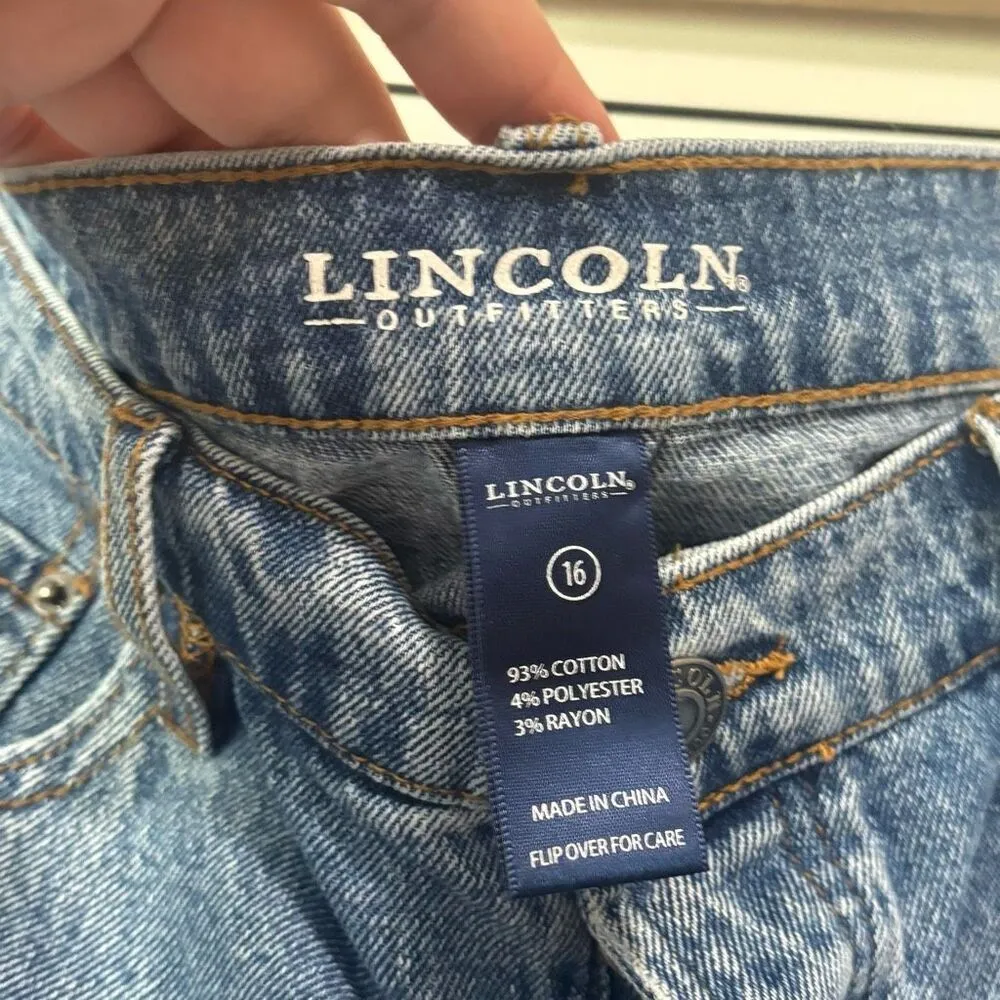 LINCOLN®
OUTFITTERS
LINCOLN®
OUTFITTERS
16
93% COTTON
4% POLYESTER
3% RAYON
MADE IN CHINA
FLIP OVER FOR CARE